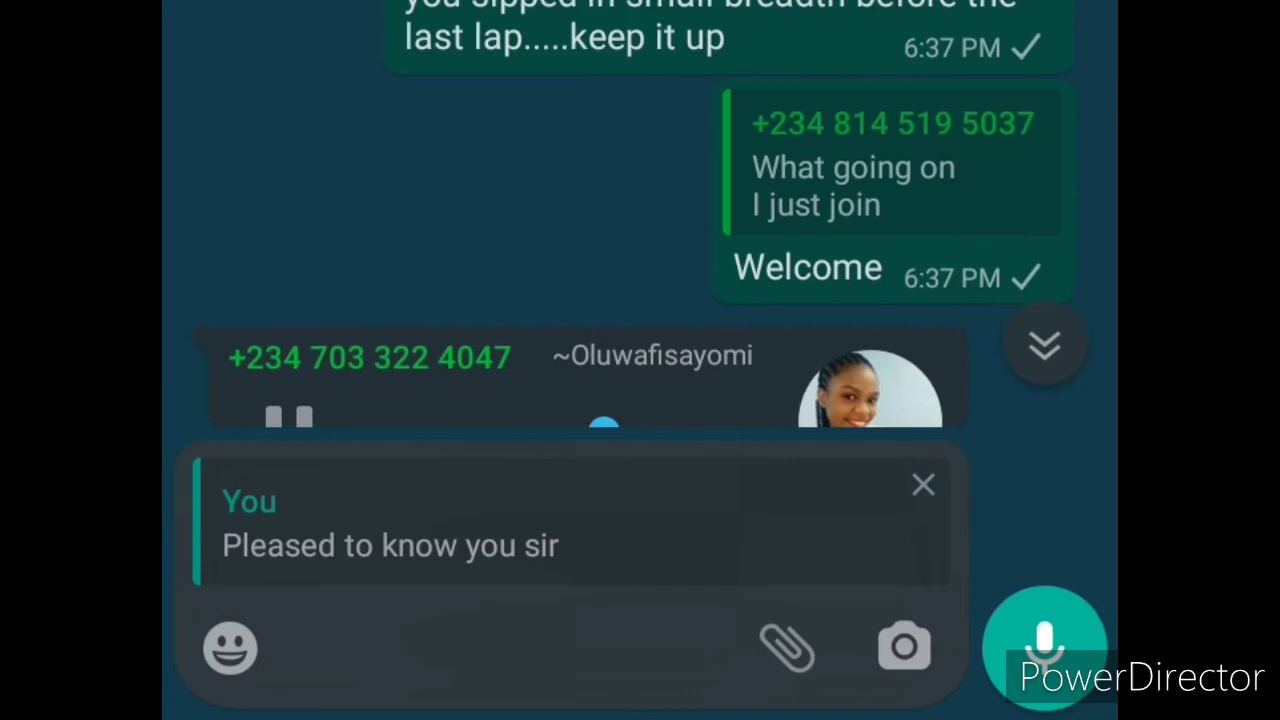 you sipped in small breadth before the
last lap.....keep it up
6:37 PM
+234 814 519 5037
What going on
I just join
Welcome 6:37 PM
+234 703 322 4047 ~Oluwafisayomi
You
Pleased to know you sir
PowerDirector